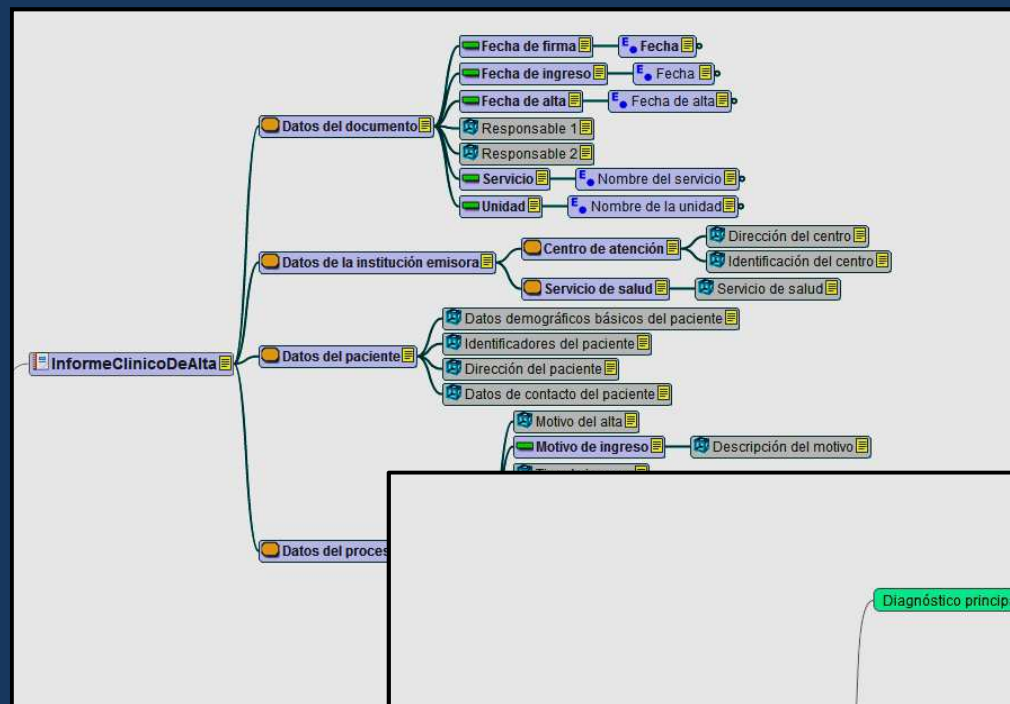 Fecha de firma E Fecha
Fecha de ingreso E Fecha
Fecha de alta E Fecha de alta
Datos del documento
Responsable 1
Responsable 2
Servicio E Nombre del servicio
Unidad E Nombre de la unidad
Dirección del centro
Centro de atención
Datos de la institución emisora
Identificación del centro
Servicio de salud Servicio de salud
Datos demográficos básicos del paciente
Identificadores del paciente
Datos del paciente
InformeClinicoDeAlta
Dirección del paciente
Datos de contacto del paciente
Motivo del alta
Motivo de ingreso Descripción del motivo
Datos del proces
Diagnóstico princip